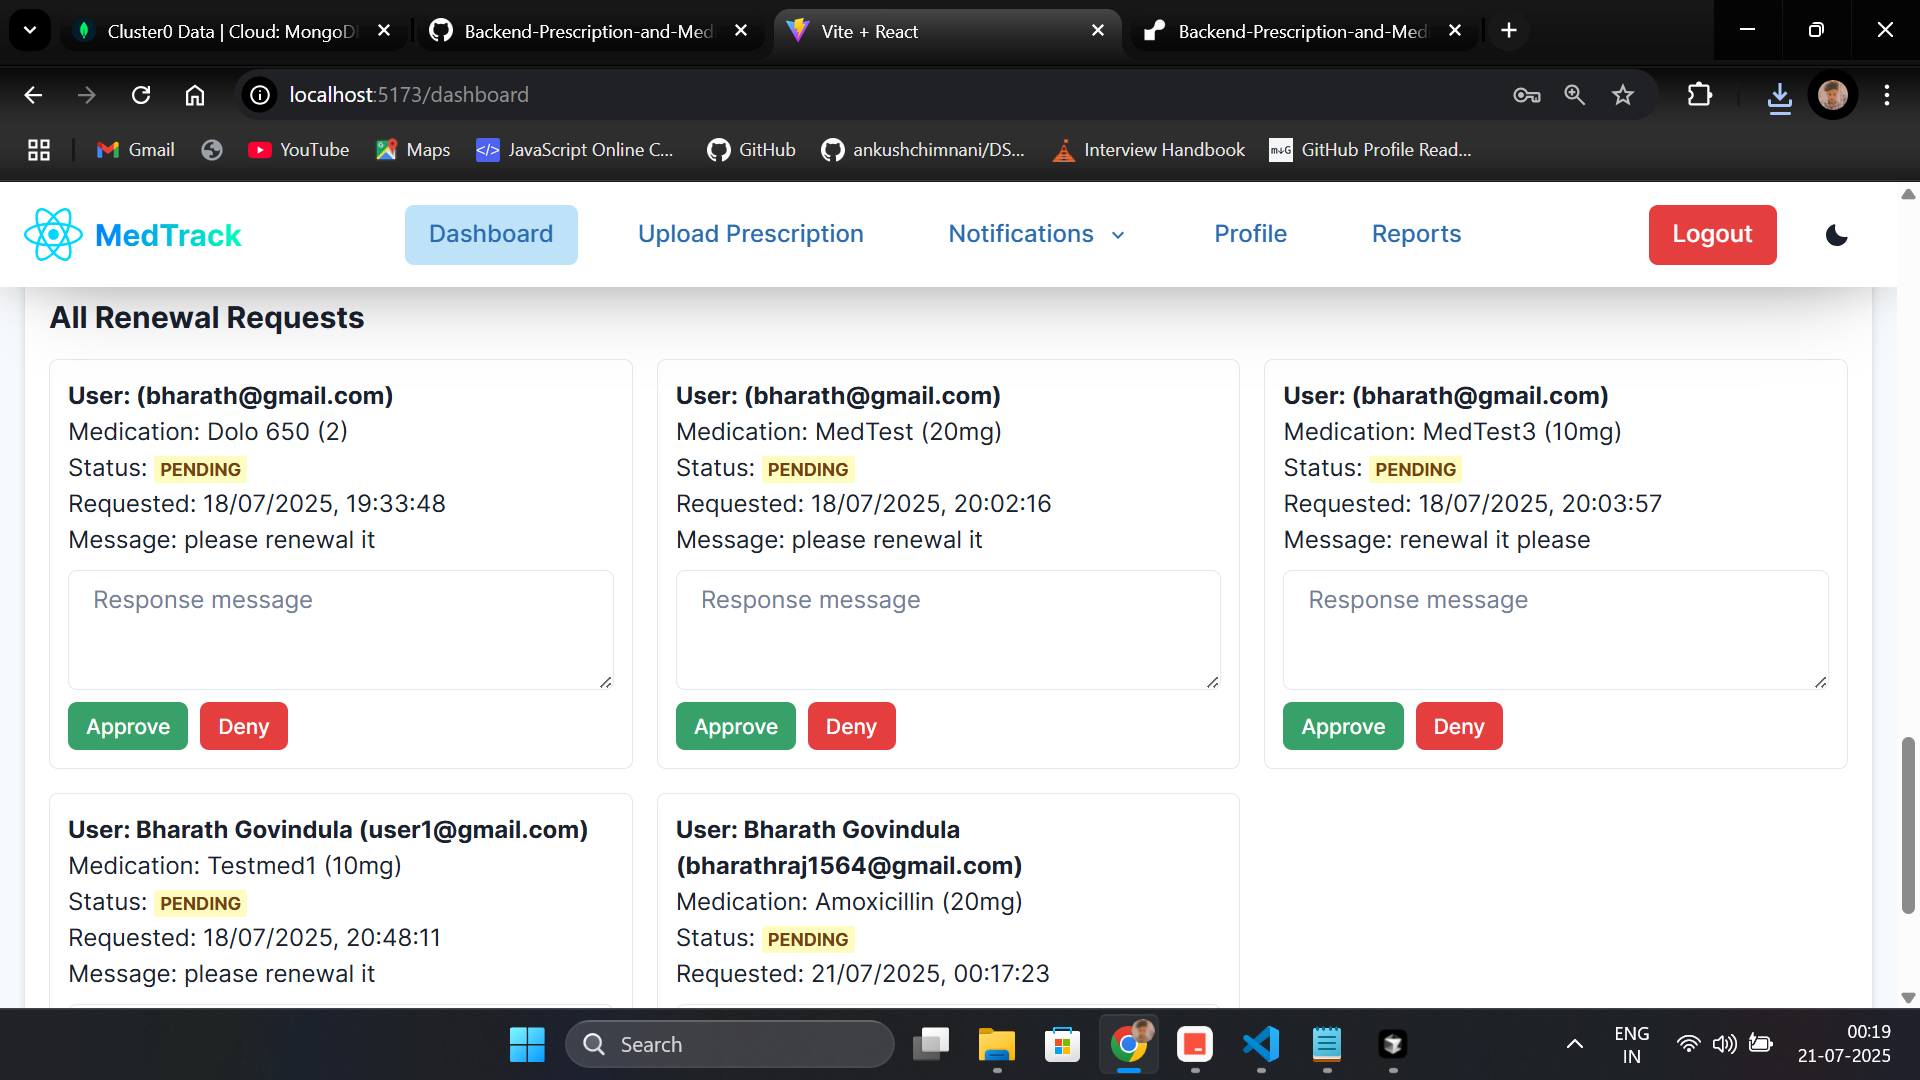 Cluster0 Data | Cloud: MongoD
Backend-Prescription-and-Med
Vite + React
Backend-Prescription-and-Med
localhost:5173/dashboard
Gmail
YouTube
Maps
</> JavaScript Online C...
GitHub
ankushchimnani/DS...
Interview Handbook
M↓G GitHub Profile Read...
MedTrack
Dashboard
Upload Prescription
Notifications
Profile
Reports
Logout
All Renewal Requests
User: (bharath@gmail.com)
Medication: Dolo 650 (2)
Status: PENDING
Requested: 18/07/2025, 19:33:48
Message: please renewal it
Response message
Approve
Deny
User: (bharath@gmail.com)
Medication: MedTest (20mg)
Status: PENDING
Requested: 18/07/2025, 20:02:16
Message: please renewal it
Response message
Approve
Deny
User: (bharath@gmail.com)
Medication: MedTest3 (10mg)
Status: PENDING
Requested: 18/07/2025, 20:03:57
Message: renewal it please
Response message
Approve
Deny
User: Bharath Govindula (user1@gmail.com)
Medication: Testmed1 (10mg)
Status: PENDING
Requested: 18/07/2025, 20:48:11
Message: please renewal it
User: Bharath Govindula
(bharathraj1564@gmail.com)
Medication: Amoxicillin (20mg)
Status: PENDING
Requested: 21/07/2025, 00:17:23
Search
ENG
IN
00:19
21-07-2025